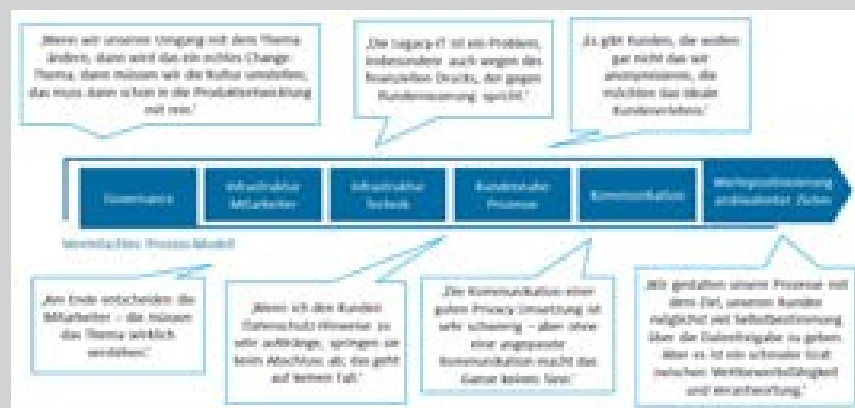 „Wenn wir unseren Umgang mit dem Thema
ändern, dann wird das ein echtes Change
Thema, dann müssen wir die Kultur umstellen,
das muss dann schon in die Produktentwicklung
mit rein.“
„Die Legacy-IT ist ein Problem,
insbesondere auch wegen des
finanziellen Drucks, der gegen
Runderneuerung spricht.“
„Es gibt Kunden, die wollen
gar nicht das wir
anonymisieren, die
möchten das ideale
Kundenerlebnis.“
Governance
Infrastruktur
Mitarbeiter
Infrastruktur
Technik
Kundennahe
Prozesse
Kommunikation
Wertepositionierung
ambivalenter Ziele
Vereinfachtes Prozess-Modell
„Am Ende entscheiden die
Mitarbeiter – die müssen
das Thema wirklich
verstehen.“
„Wenn ich den Kunden
Datenschutz-Hinweise zu
sehr aufdränge, springen sie
beim Abschluss ab, das geht
auf keinen Fall.“
„Die Kommunikation einer
guten Privacy Umsetzung ist
sehr schwierig – aber ohne
eine angepasste
Kommunikation macht das
Ganze keinen Sinn.“
„Wir gestalten unsere Prozesse mit
dem Ziel, unseren Kunden
möglichst viel Selbstbestimmung
über die Datenfreigabe zu geben.
Aber es ist ein schmaler Grat
zwischen Wettbewerbsfähigkeit
und Verantwortung.“